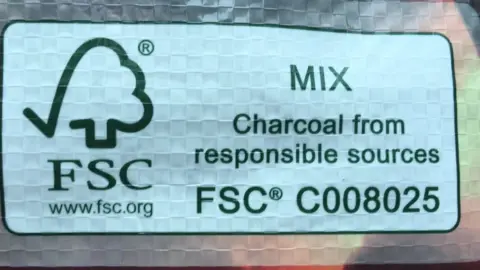 ®
MIX
Charcoal from
responsible sources
FSC
www.fsc.org
FSC® C008025